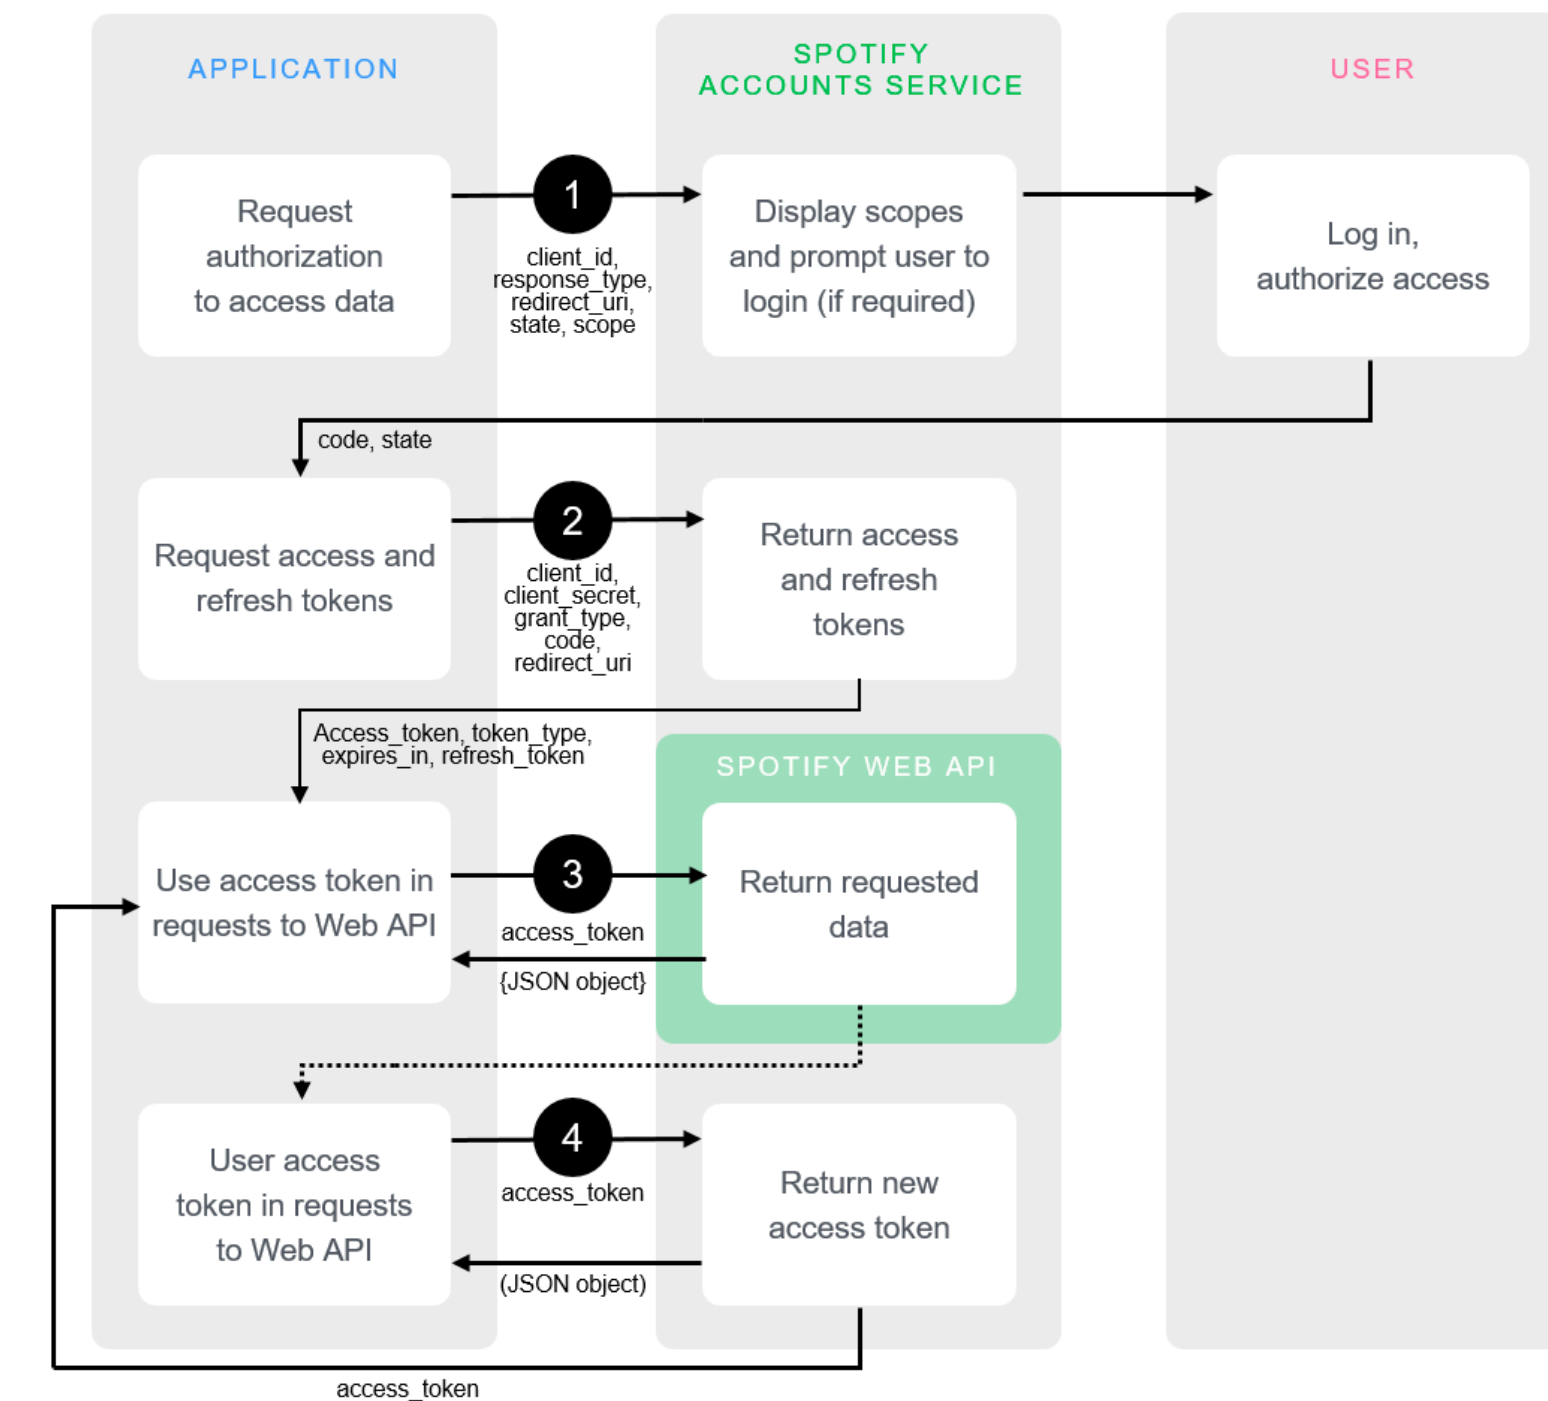 APPLICATION
SPOTIFY
ACCOUNTS SERVICE
USER
Request
authorization
to access data
1
client_id,
response_type,
redirect_uri,
state, scope
Display scopes
and prompt user to
login (if required)
Log in,
authorize access
code, state
Request access and
refresh tokens
2
client_id,
client_secret,
grant_type,
code,
redirect_uri
Return access
and refresh
tokens
Access_token, token_type,
expires_in, refresh_token
SPOTIFY WEB API
Use access token in
requests to Web API
3
access_token
{JSON object}
Return requested
data
User access
token in requests
to Web API
4
access_token
(JSON object)
Return new
access token
access_token